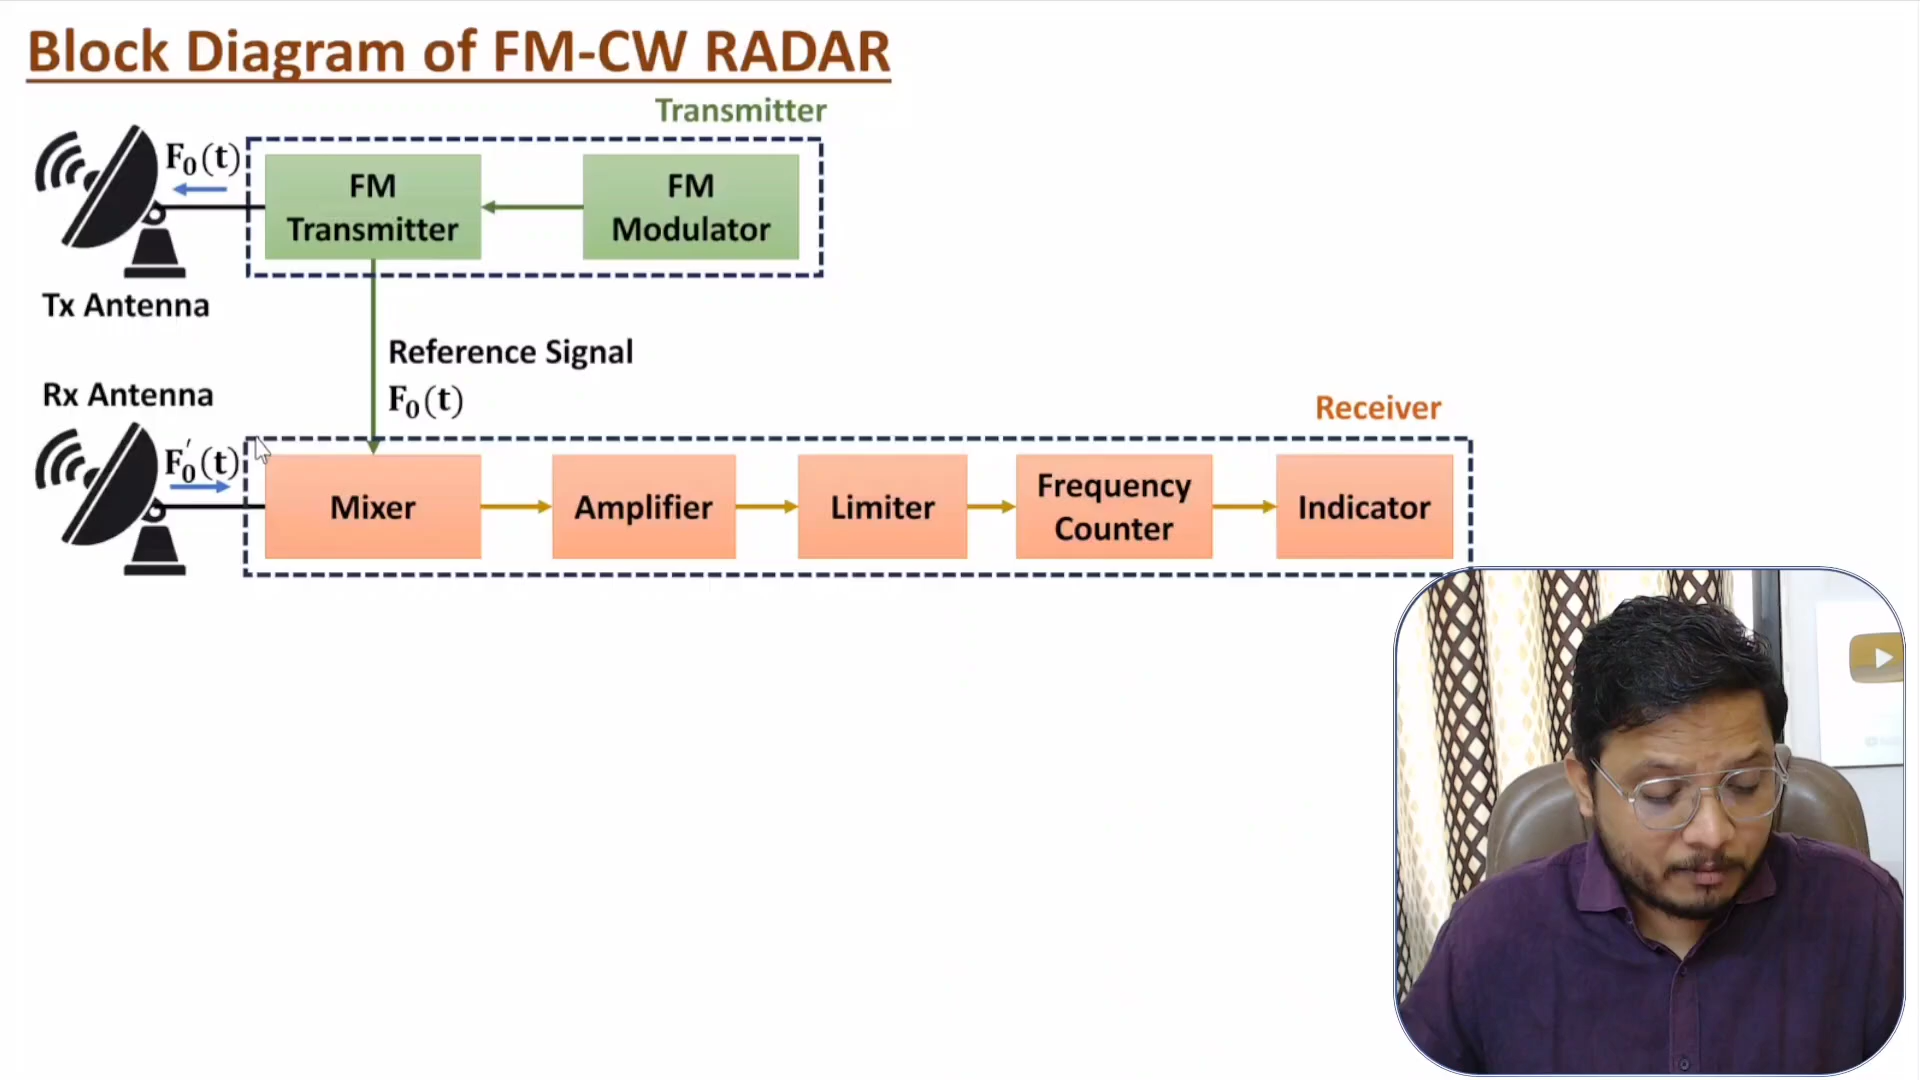 Block Diagram of FM-CW RADAR
Transmitter
F₀(t)
FM
Transmitter
FM
Modulator
Tx Antenna
Reference Signal
F₀(t)
Rx Antenna
Receiver
F₀′(t)
Mixer
Amplifier
Limiter
Frequency
Counter
Indicator